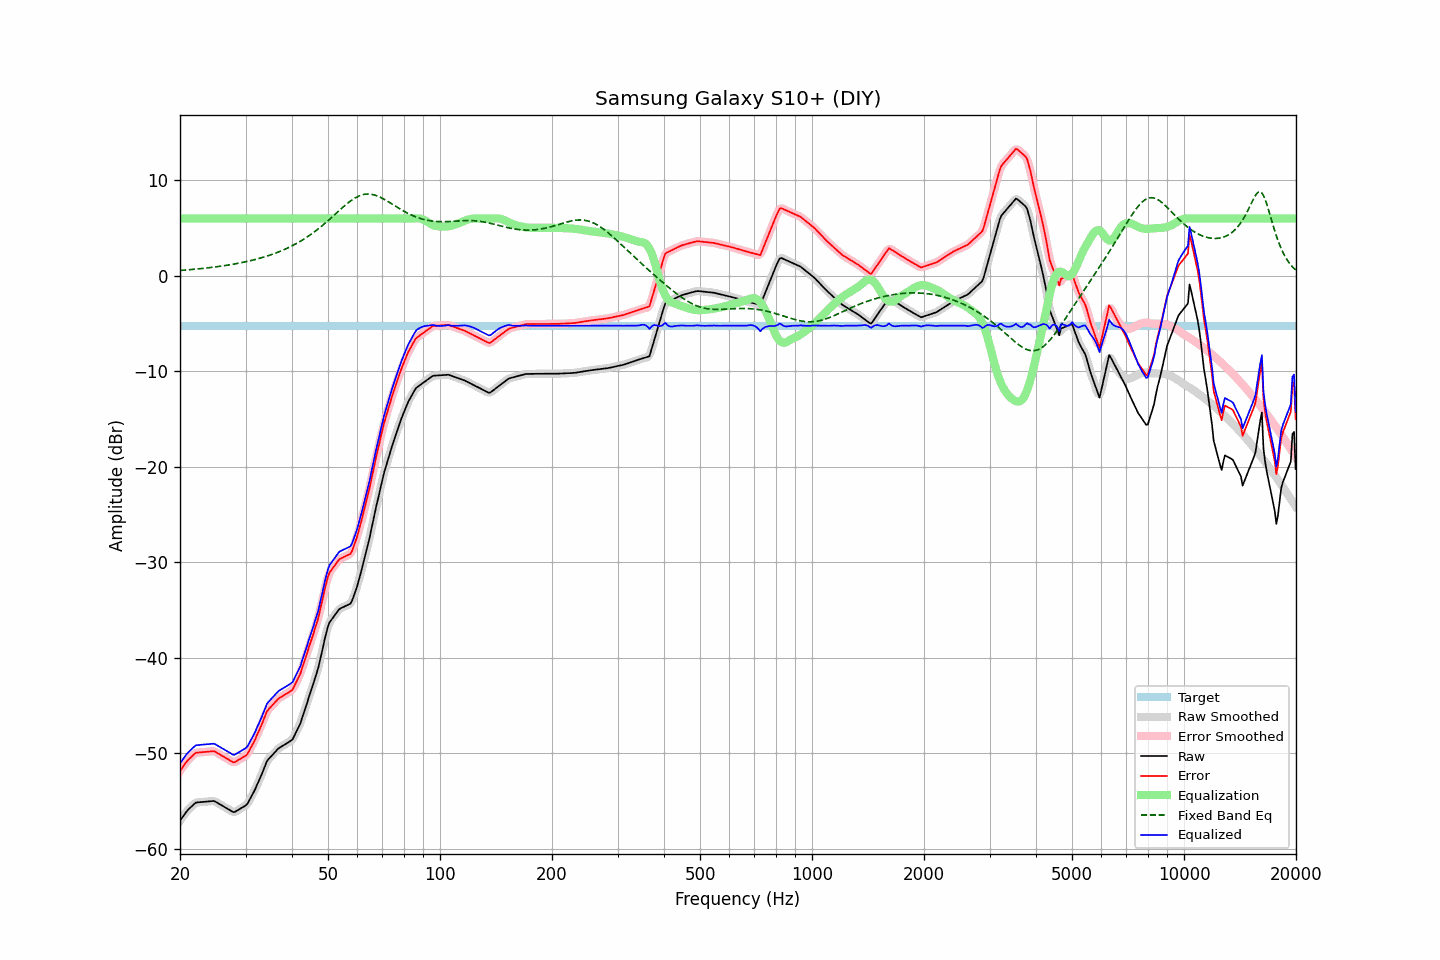 Samsung Galaxy S10+ (DIY)
10
0
−10
−20
−30
−40
−50
−60
Amplitude (dBr)
20
50
100
200
500
1000
2000
5000
10000
20000
Frequency (Hz)
Target
Raw Smoothed
Error Smoothed
Raw
Error
Equalization
Fixed Band Eq
Equalized